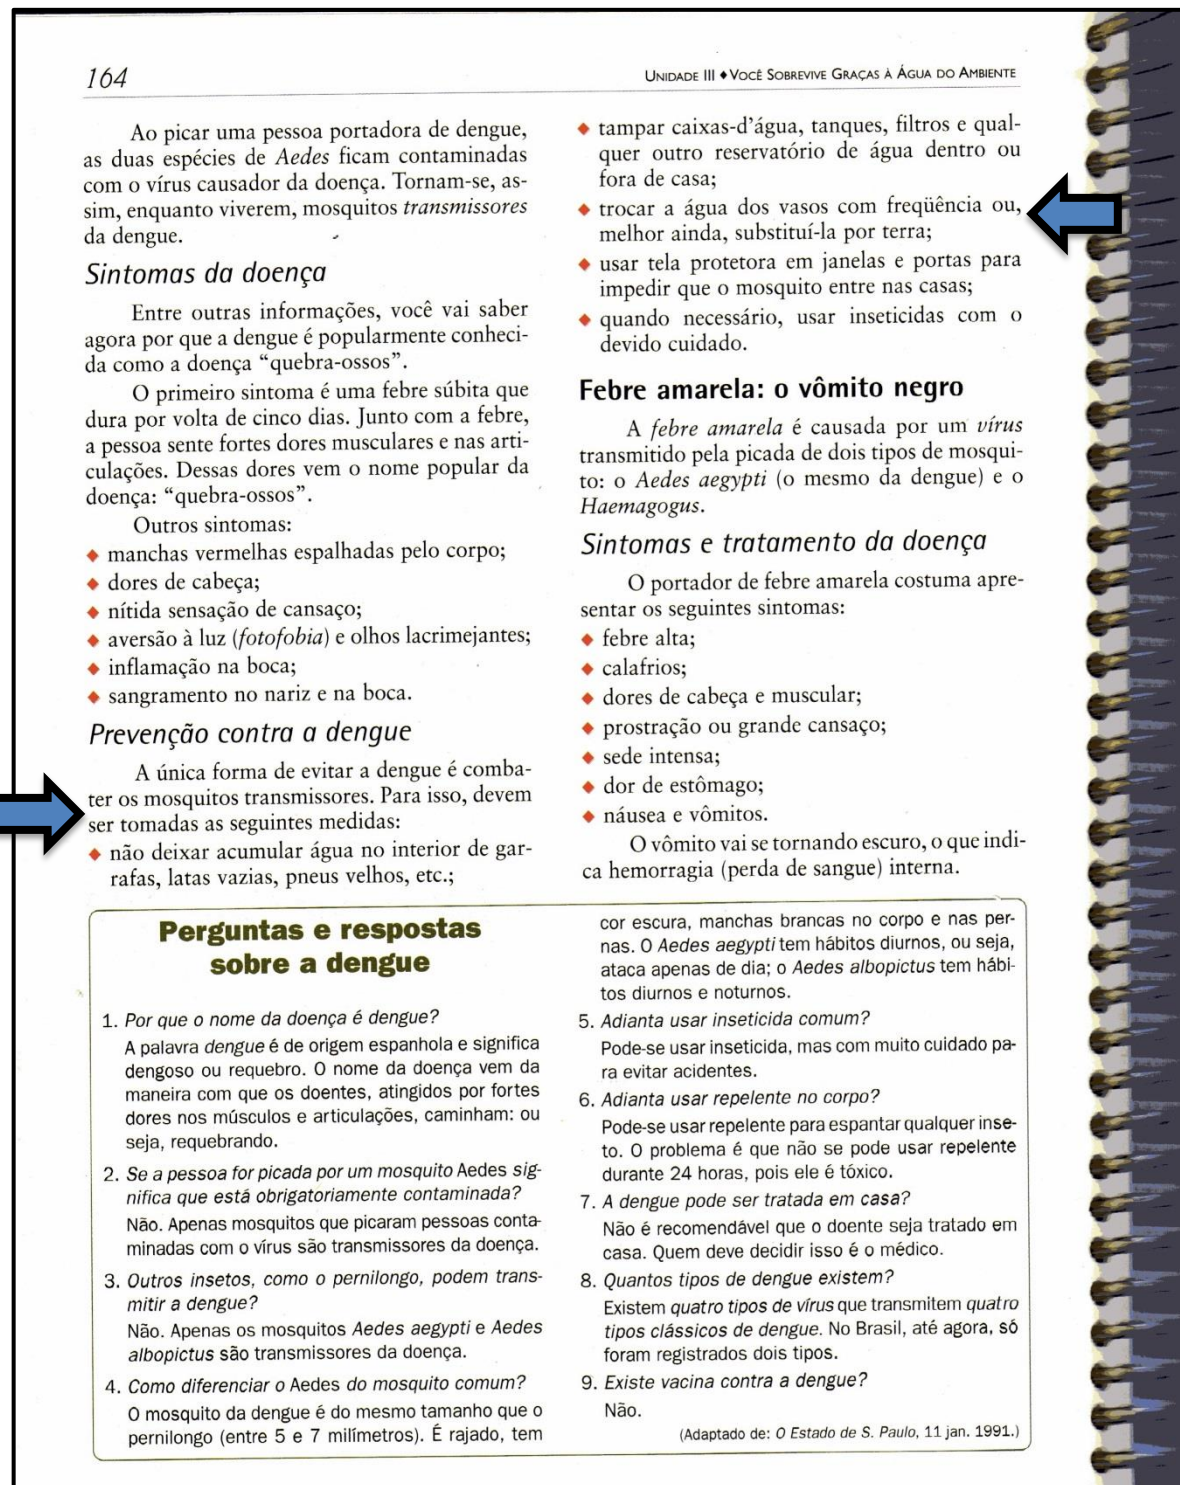 164
UNIDADE III ♦ VOCÊ SOBREVIVE GRAÇAS À ÁGUA DO AMBIENTE
Ao picar uma pessoa portadora de dengue,
as duas espécies de Aedes ficam contaminadas
com o vírus causador da doença. Tornam-se, as-
sim, enquanto viverem, mosquitos transmissores
da dengue.
Sintomas da doença
Entre outras informações, você vai saber
agora por que a dengue é popularmente conheci-
da como a doença “quebra-ossos”.
O primeiro sintoma é uma febre súbita que
dura por volta de cinco dias. Junto com a febre,
a pessoa sente fortes dores musculares e nas arti-
culações. Dessas dores vem o nome popular da
doença: “quebra-ossos”.
Outros sintomas:
♦ manchas vermelhas espalhadas pelo corpo;
♦ dores de cabeça;
♦ nítida sensação de cansaço;
♦ aversão à luz (fotofobia) e olhos lacrimejantes;
♦ inflamação na boca;
♦ sangramento no nariz e na boca.
Prevenção contra a dengue
A única forma de evitar a dengue é comba-
ter os mosquitos transmissores. Para isso, devem
ser tomadas as seguintes medidas:
♦ não deixar acumular água no interior de gar-
rafas, latas vazias, pneus velhos, etc.;
♦ tampar caixas-d’água, tanques, filtros e qual-
quer outro reservatório de água dentro ou
fora de casa;
♦ trocar a água dos vasos com freqüência ou,
melhor ainda, substituí-la por terra;
♦ usar tela protetora em janelas e portas para
impedir que o mosquito entre nas casas;
♦ quando necessário, usar inseticidas com o
devido cuidado.
Febre amarela: o vômito negro
A febre amarela é causada por um vírus
transmitido pela picada de dois tipos de mosqui-
to: o Aedes aegypti (o mesmo da dengue) e o
Haemagogus.
Sintomas e tratamento da doença
O portador de febre amarela costuma apre-
sentar os seguintes sintomas:
♦ febre alta;
♦ calafrios;
♦ dores de cabeça e muscular;
♦ prostração ou grande cansaço;
♦ sede intensa;
♦ dor de estômago;
♦ náusea e vômitos.
O vômito vai se tornando escuro, o que indi-
ca hemorragia (perda de sangue) interna.
Perguntas e respostas
sobre a dengue
1. Por que o nome da doença é dengue?
A palavra dengue é de origem espanhola e significa
dengoso ou requebro. O nome da doença vem da
maneira com que os doentes, atingidos por fortes
dores nos músculos e articulações, caminham: ou
seja, requebrando.
2. Se a pessoa for picada por um mosquito Aedes sig-
nifica que está obrigatoriamente contaminada?
Não. Apenas mosquitos que picaram pessoas conta-
minadas com o vírus são transmissores da doença.
3. Outros insetos, como o pernilongo, podem trans-
mitir a dengue?
Não. Apenas os mosquitos Aedes aegypti e Aedes
albopictus são transmissores da doença.
4. Como diferenciar o Aedes do mosquito comum?
O mosquito da dengue é do mesmo tamanho que o
pernilongo (entre 5 e 7 milímetros). É rajado, tem
cor escura, manchas brancas no corpo e nas per-
nas. O Aedes aegypti tem hábitos diurnos, ou seja,
ataca apenas de dia; o Aedes albopictus tem hábi-
tos diurnos e noturnos.
5. Adianta usar inseticida comum?
Pode-se usar inseticida, mas com muito cuidado pa-
ra evitar acidentes.
6. Adianta usar repelente no corpo?
Pode-se usar repelente para espantar qualquer inse-
to. O problema é que não se pode usar repelente
durante 24 horas, pois ele é tóxico.
7. A dengue pode ser tratada em casa?
Não é recomendável que o doente seja tratado em
casa. Quem deve decidir isso é o médico.
8. Quantos tipos de dengue existem?
Existem quatro tipos de vírus que transmitem quatro
tipos clássicos de dengue. No Brasil, até agora, só
foram registrados dois tipos.
9. Existe vacina contra a dengue?
Não.
(Adaptado de: O Estado de S. Paulo, 11 jan. 1991.)